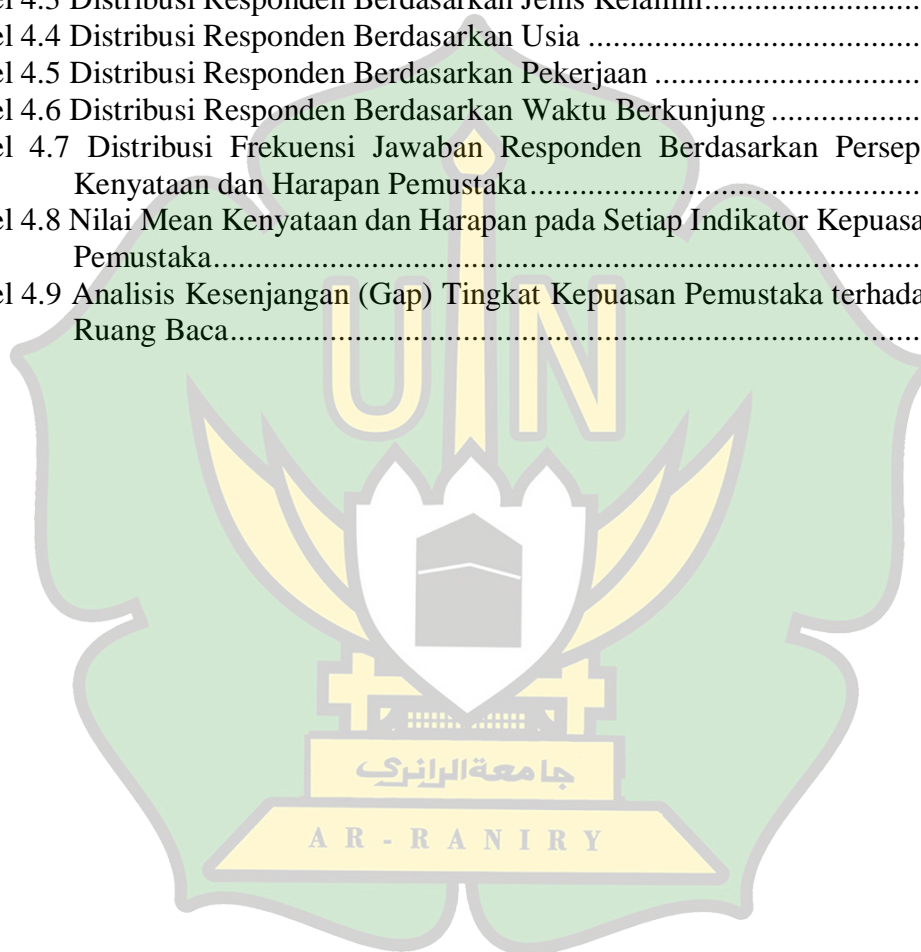 el 4.3 Distribusi Responden Berdasarkan Jenis Kelamin
el 4.4 Distribusi Responden Berdasarkan Usia
el 4.5 Distribusi Responden Berdasarkan Pekerjaan
el 4.6 Distribusi Responden Berdasarkan Waktu Berkunjung
el 4.7 Distribusi Frekuensi Jawaban Responden Berdasarkan Persep
Kenyataan dan Harapan Pemustaka
el 4.8 Nilai Mean Kenyataan dan Harapan pada Setiap Indikator Kepuasa
Pemustaka
el 4.9 Analisis Kesenjangan (Gap) Tingkat Kepuasan Pemustaka terhada
Ruang Baca
UIN
جامعة الرانري
AR-RANIRY